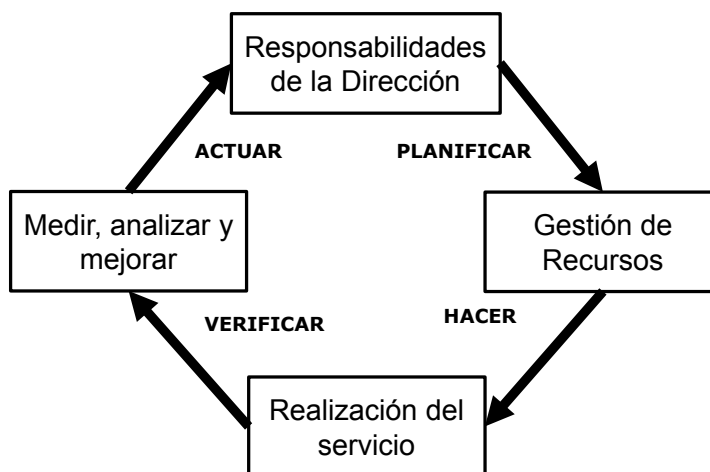 Responsabilidades
de la Dirección
ACTUAR
PLANIFICAR
Medir, analizar y
mejorar
Gestión de
Recursos
VERIFICAR
HACER
Realización del
servicio